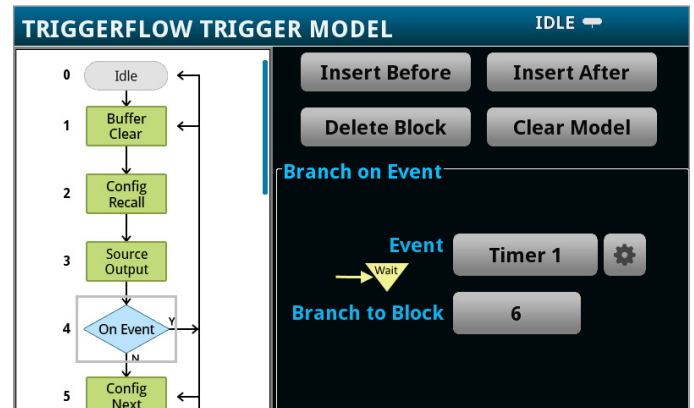 TRIGGERFLOW TRIGGER MODEL
IDLE
0
Idle
1
Buffer
Clear
2
Config
Recall
3
Source
Output
4
On Event
Y
N
5
Config
Next
Insert Before
Insert After
Delete Block
Clear Model
Branch on Event
Event
Timer 1
Wait
Branch to Block
6